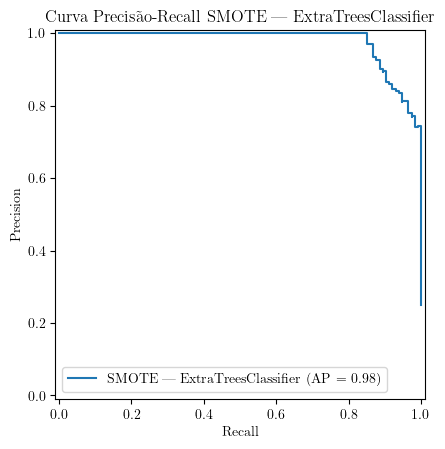 Curva Precisão-Recall SMOTE — ExtraTreesClassifier
1.0
0.8
0.6
0.4
0.2
0.0
Precision
SMOTE — ExtraTreesClassifier (AP = 0.98)
0.0 0.2 0.4 0.6 0.8 1.0
Recall